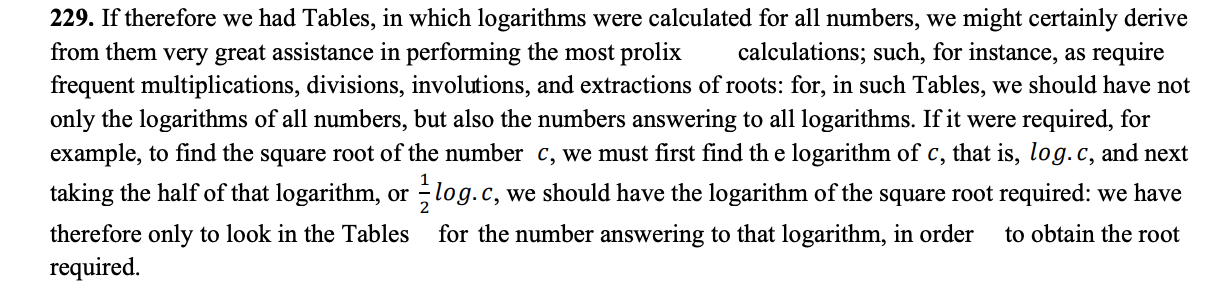 229. If therefore we had Tables, in which logarithms were calculated for all numbers, we might certainly derive
from them very great assistance in performing the most prolix calculations; such, for instance, as require
frequent multiplications, divisions, involutions, and extractions of roots: for, in such Tables, we should have not
only the logarithms of all numbers, but also the numbers answering to all logarithms. If it were required, for
example, to find the square root of the number c, we must first find th e logarithm of c, that is, log. c, and next
taking the half of that logarithm, or 1/2 log. c, we should have the logarithm of the square root required: we have
therefore only to look in the Tables for the number answering to that logarithm, in order to obtain the root
required.